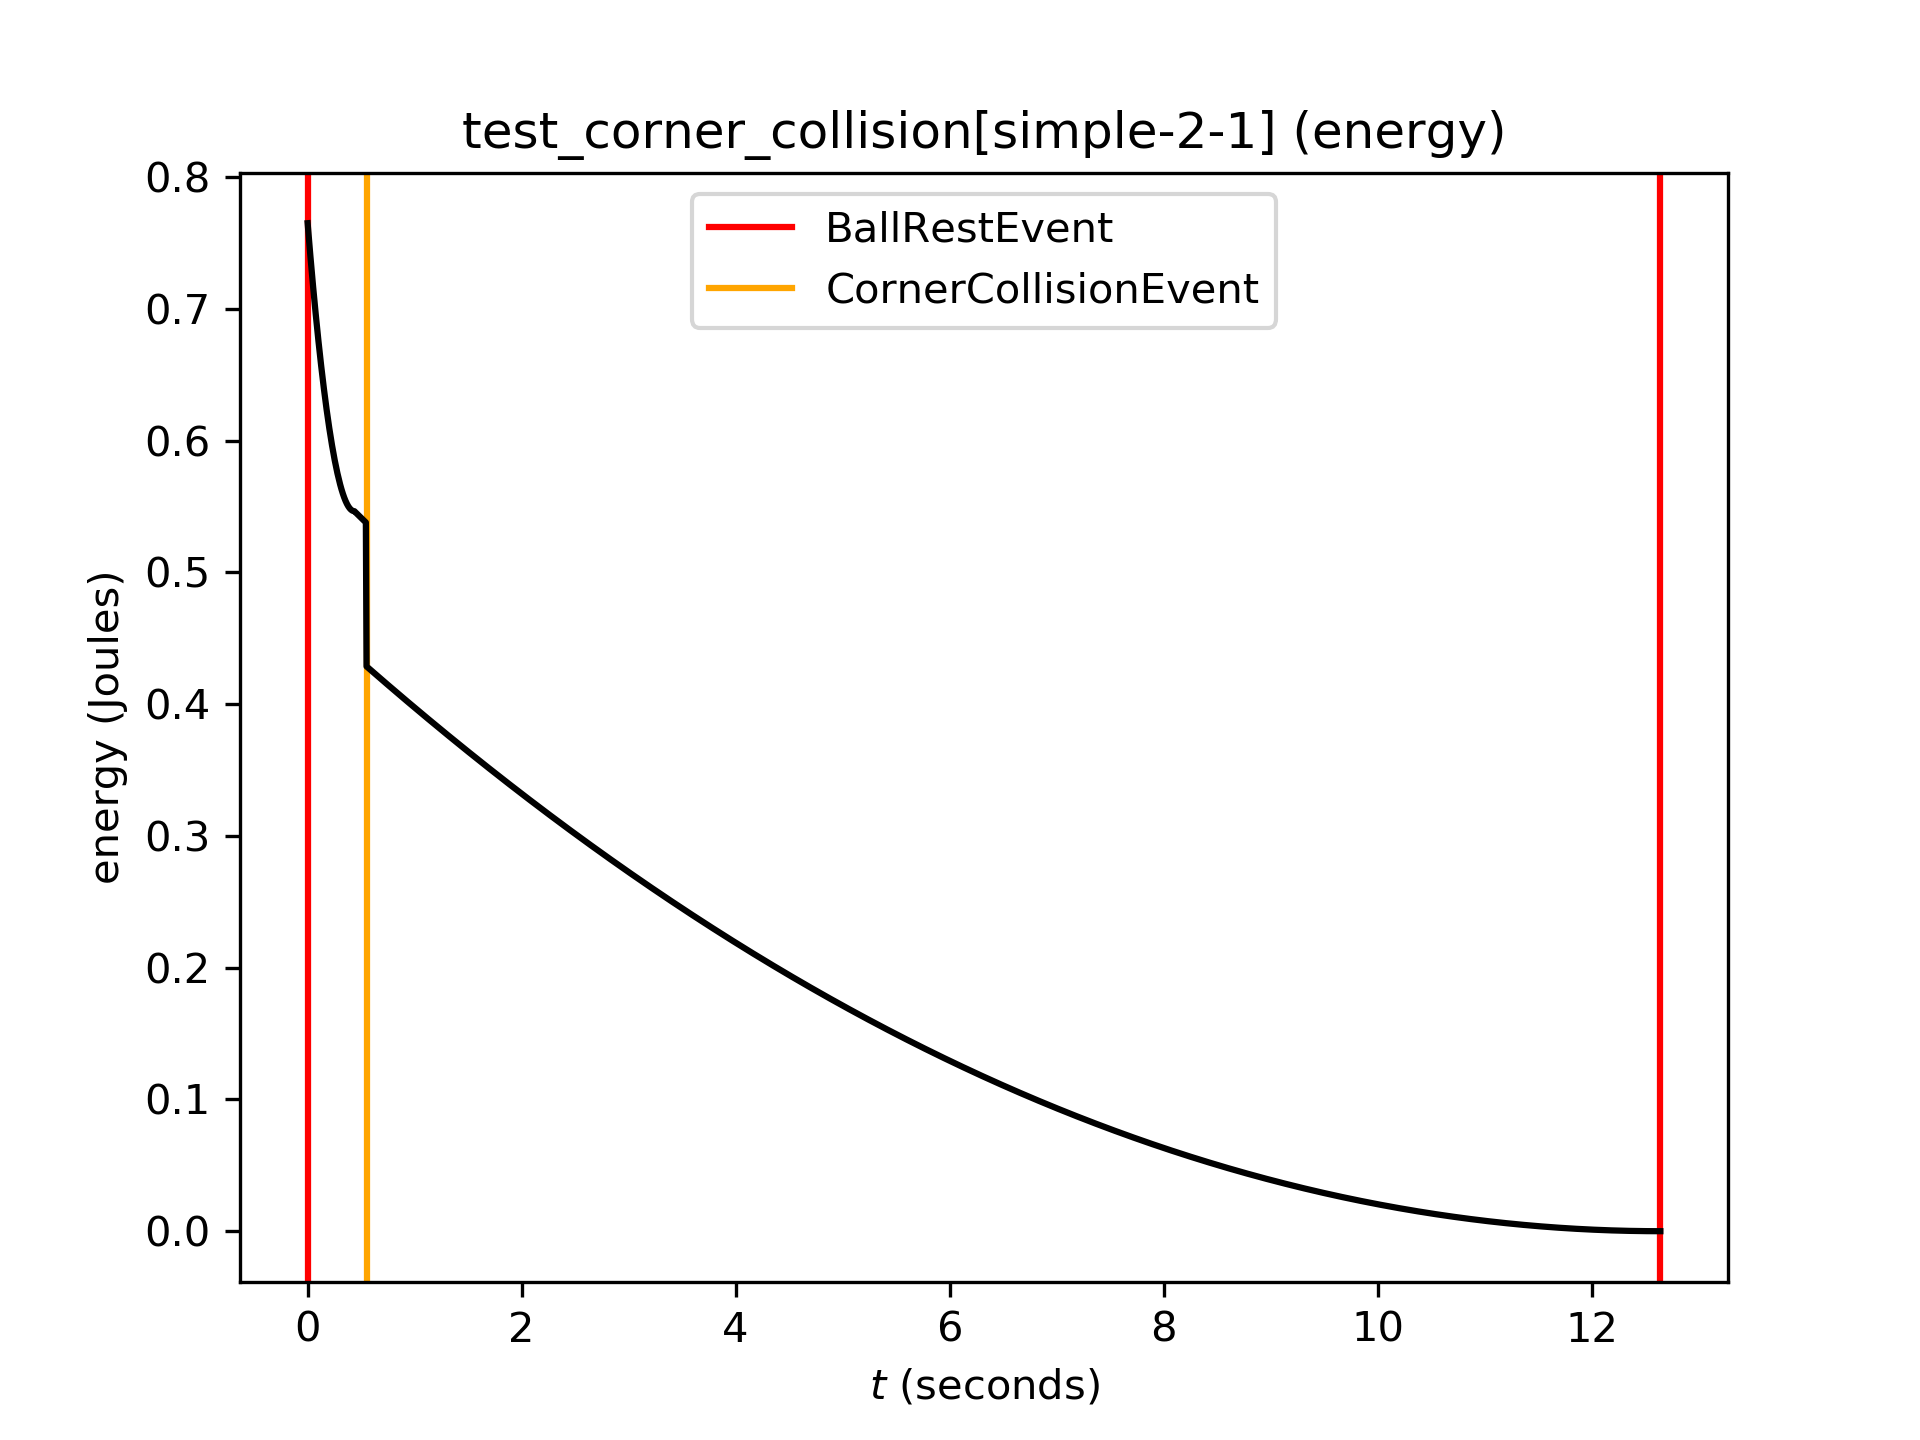 test_corner_collision[simple-2-1] (energy)
BallRestEvent
CornerCollisionEvent
energy (Joules)
0.8
0.7
0.6
0.5
0.4
0.3
0.2
0.1
0.0
0 2 4 6 8 10 12
t (seconds)